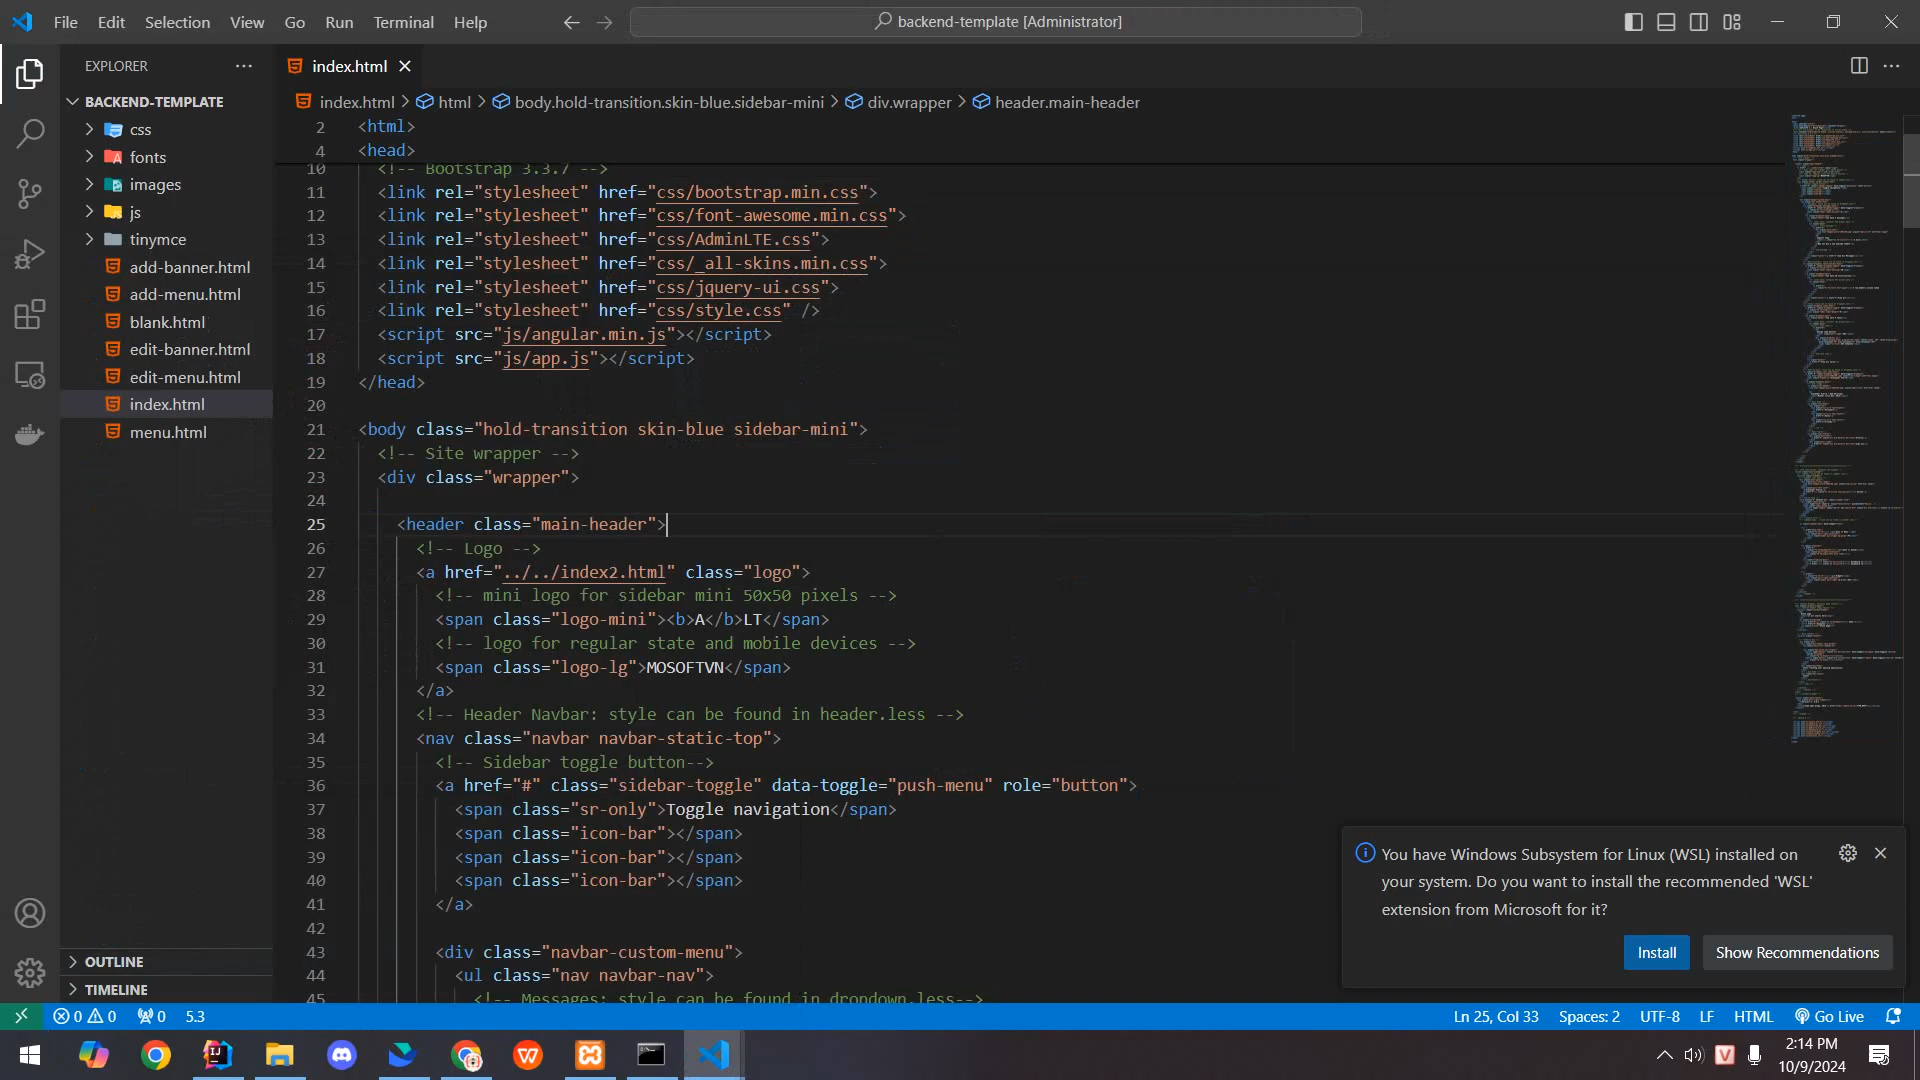 File Edit Selection View Go Run Terminal Help
backend-template [Administrator]
EXPLORER
index.html
BACKEND-TEMPLATE
css
fonts
images
js
tinymce
add-banner.html
add-menu.html
blank.html
edit-banner.html
edit-menu.html
index.html
menu.html
OUTLINE
TIMELINE
index.html > html > body.hold-transition.skin-blue.sidebar-mini > div.wrapper > header.main-header
2 <html>
4 <head>
10 <!-- Bootstrap 3.3.7 -->
11 <link rel="stylesheet" href="css/bootstrap.min.css">
12 <link rel="stylesheet" href="css/font-awesome.min.css">
13 <link rel="stylesheet" href="css/AdminLTE.css">
14 <link rel="stylesheet" href="css/_all-skins.min.css">
15 <link rel="stylesheet" href="css/jquery-ui.css">
16 <link rel="stylesheet" href="css/style.css" />
17 <script src="js/angular.min.js"></script>
18 <script src="js/app.js"></script>
19 </head>
20
21 <body class="hold-transition skin-blue sidebar-mini">
22 <!-- Site wrapper -->
23 <div class="wrapper">
24
25 <header class="main-header">
26 <!-- Logo -->
27 <a href="../../index2.html" class="logo">
28 <!-- mini logo for sidebar mini 50x50 pixels -->
29 <span class="logo-mini"><b>A</b>LT</span>
30 <!-- logo for regular state and mobile devices -->
31 <span class="logo-lg">MOSOFTVN</span>
32 </a>
33 <!-- Header Navbar: style can be found in header.less -->
34 <nav class="navbar navbar-static-top">
35 <!-- Sidebar toggle button-->
36 <a href="#" class="sidebar-toggle" data-toggle="push-menu" role="button">
37 <span class="sr-only">Toggle navigation</span>
38 <span class="icon-bar"></span>
39 <span class="icon-bar"></span>
40 <span class="icon-bar"></span>
41 </a>
42
43 <div class="navbar-custom-menu">
44 <ul class="nav navbar-nav">
45 <!-- Messages: style can be found in dropdown.less-->
You have Windows Subsystem for Linux (WSL) installed on
your system. Do you want to install the recommended 'WSL'
extension from Microsoft for it?
Install Show Recommendations
0 0 0 5.3 Ln 25, Col 33 Spaces: 2 UTF-8 LF HTML Go Live
2:14 PM
10/9/2024